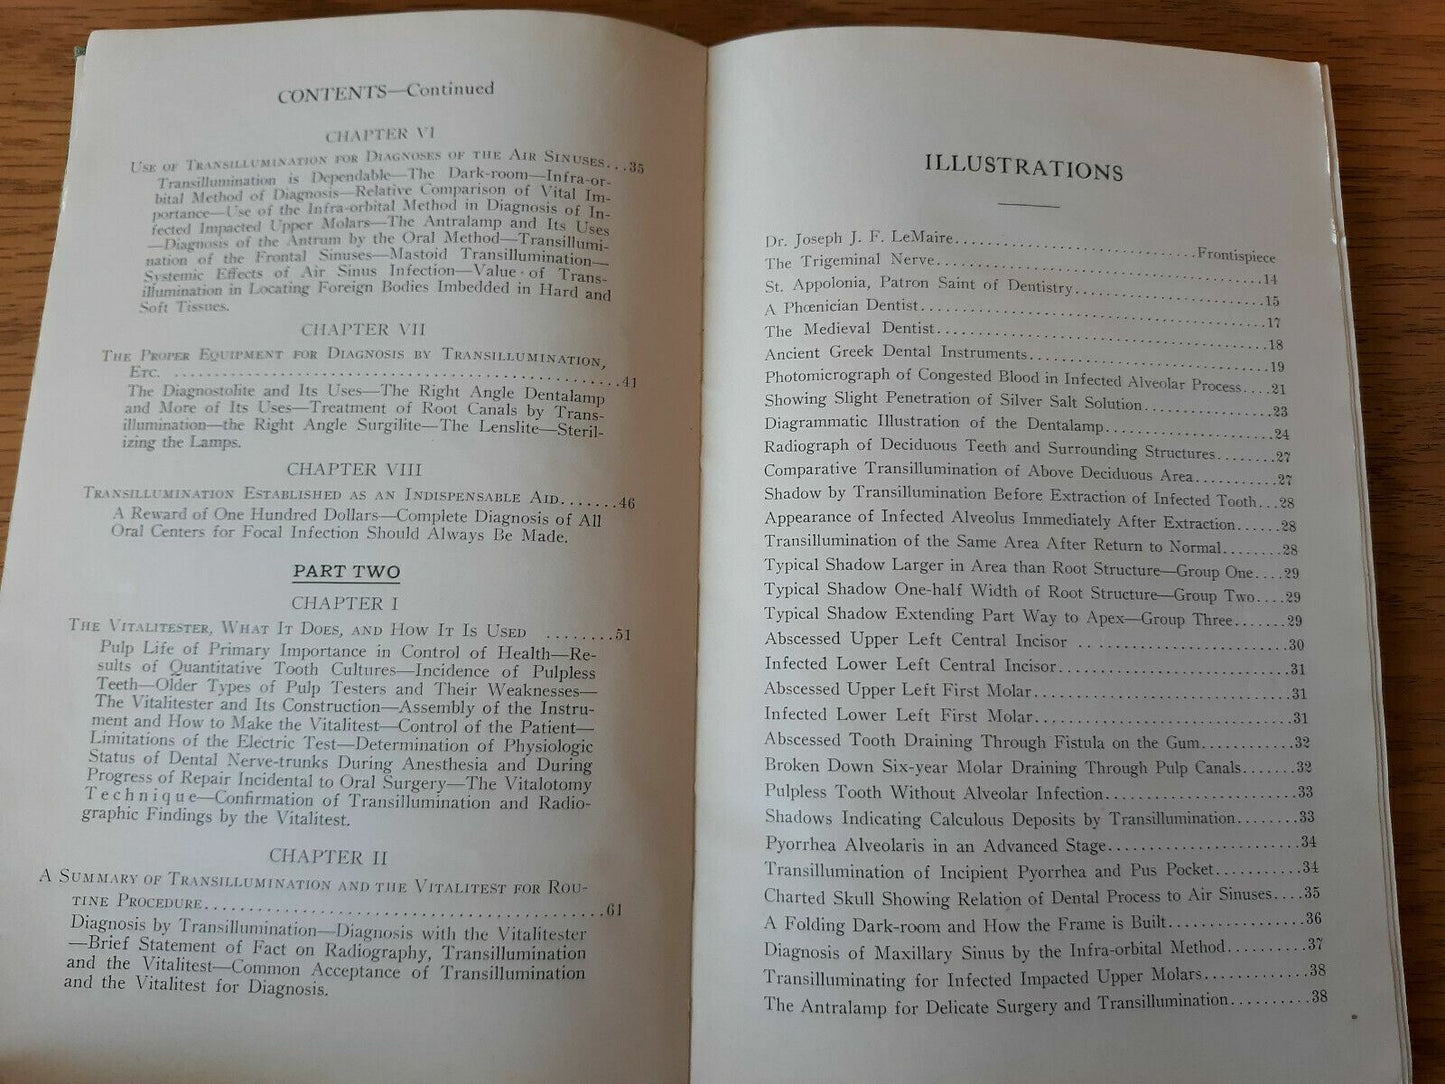 CONTENTS—Continued
CHAPTER VI
USE OF TRANSILLUMINATION FOR DIAGNOSES OF THE AIR SINUSES...35
Transillumination is Dependable—The Dark-room—Infra-or-
bital Method of Diagnosis—Relative Comparison of Vital Im-
portance—Use of the Infra-orbital Method in Diagnosis of In-
fected Impacted Upper Molars—The Antralamp and Its Uses
—Diagnosis of the Antrum by the Oral Method—Transillumi-
nation of the Frontal Sinuses—Mastoid Transillumination—
Systemic Effects of Air Sinus Infection—Value of Trans-
illumination in Locating Foreign Bodies Imbedded in Hard and
Soft Tissues.
CHAPTER VII
THE PROPER EQUIPMENT FOR DIAGNOSIS BY TRANSILLUMINATION,
ETC. ........................................................41
The Diagnostolite and Its Uses—The Right Angle Dentalamp
and More of Its Uses—Treatment of Root Canals by Trans-
illumination—the Right Angle Surgilite—The Lenslite—Steril-
izing the Lamps.
CHAPTER VIII
TRANSILLUMINATION ESTABLISHED AS AN INDISPENSABLE AID.......46
A Reward of One Hundred Dollars—Complete Diagnosis of All
Oral Centers for Focal Infection Should Always Be Made.
PART TWO
CHAPTER I
THE VITALITESTER, WHAT IT DOES, AND HOW IT IS USED ........51
Pulp Life of Primary Importance in Control of Health—Re-
sults of Quantitative Tooth Cultures—Incidence of Pulpless
Teeth—Older Types of Pulp Testers and Their Weaknesses—
The Vitalitester and Its Construction—Assembly of the Instru-
ment and How to Make the Vitalitest—Control of the Patient—
Limitations of the Electric Test—Determination of Physiologic
Status of Dental Nerve-trunks During Anesthesia and During
Progress of Repair Incidental to Oral Surgery—The Vitalotomy
Technique—Confirmation of Transillumination and Radio-
graphic Findings by the Vitalitest.
CHAPTER II
A SUMMARY OF TRANSILLUMINATION AND THE VITALITEST FOR ROU-
TINE PROCEDURE..........................................61
Diagnosis by Transillumination—Diagnosis with the Vitalitester
—Brief Statement of Fact on Radiography, Transillumination
and the Vitalitest—Common Acceptance of Transillumination
and the Vitalitest for Diagnosis.
ILLUSTRATIONS
Dr. Joseph J. F. LeMaire..............................Frontispiece
The Trigeminal Nerve........................................14
St. Appolonia, Patron Saint of Dentistry........................15
A Phœnician Dentist........................................17
The Medieval Dentist........................................18
Ancient Greek Dental Instruments..............................19
Photomicrograph of Congested Blood in Infected Alveolar Process....21
Showing Slight Penetration of Silver Salt Solution................23
Diagrammatic Illustration of the Dentalamp......................24
Radiograph of Deciduous Teeth and Surrounding Structures........27
Comparative Transillumination of Above Deciduous Area...........27
Shadow by Transillumination Before Extraction of Infected Tooth...28
Appearance of Infected Alveolus Immediately After Extraction......28
Transillumination of the Same Area After Return to Normal........28
Typical Shadow Larger in Area than Root Structure—Group One....29
Typical Shadow One-half Width of Root Structure—Group Two....29
Typical Shadow Extending Part Way to Apex—Group Three.......29
Abscessed Upper Left Central Incisor ..........................30
Infected Lower Left Central Incisor............................31
Abscessed Upper Left First Molar..............................31
Infected Lower Left First Molar..............................31
Abscessed Tooth Draining Through Fistula on the Gum...........32
Broken Down Six-year Molar Draining Through Pulp Canals.......32
Pulpless Tooth Without Alveolar Infection......................33
Shadows Indicating Calculous Deposits by Transillumination........33
Pyorrhea Alveolaris in an Advanced Stage......................34
Transillumination of Incipient Pyorrhea and Pus Pocket...........34
Charted Skull Showing Relation of Dental Process to Air Sinuses....35
A Folding Dark-room and How the Frame is Built................36
Diagnosis of Maxillary Sinus by the Infra-orbital Method..........37
Transilluminating for Infected Impacted Upper Molars............38
The Antralamp for Delicate Surgery and Transillumination..........38